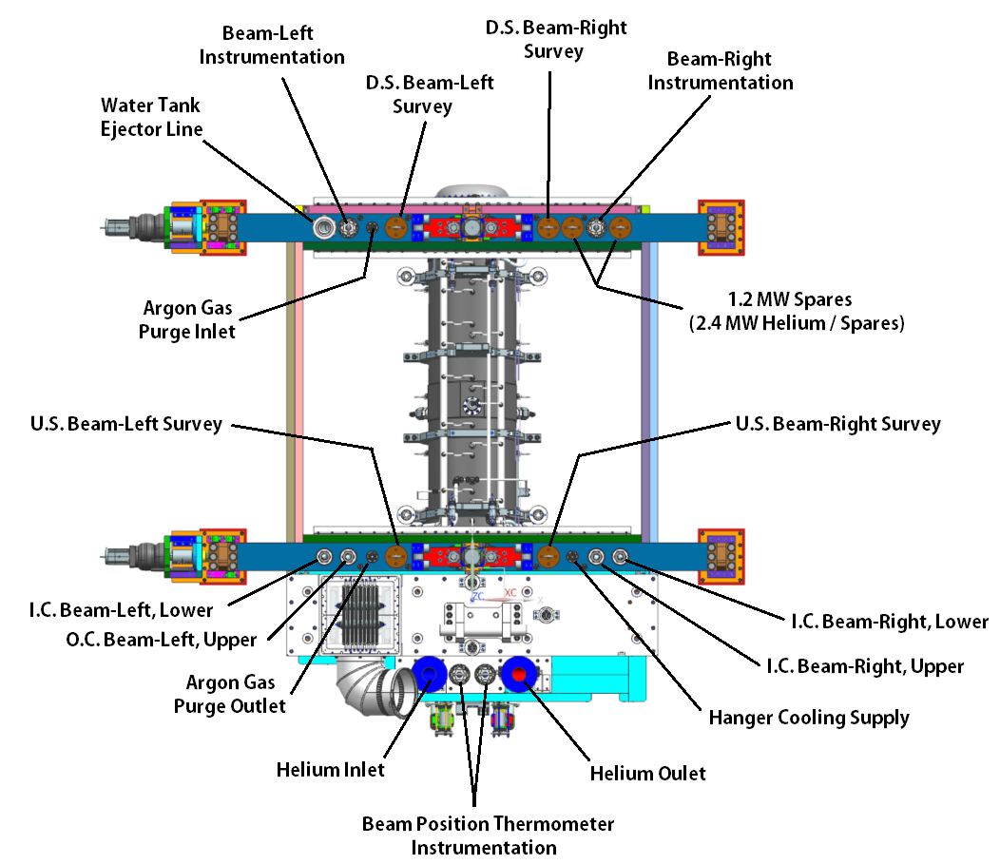 Beam-Left
Instrumentation
D.S. Beam-Right
Survey
Beam-Right
Instrumentation
D.S. Beam-Left
Survey
Water Tank
Ejector Line
Argon Gas
Purge Inlet
1.2 MW Spares
(2.4 MW Helium / Spares)
U.S. Beam-Left Survey
U.S. Beam-Right Survey
ZC
XC
X
I.C. Beam-Left, Lower
O.C. Beam-Left, Upper
Argon Gas
Purge Outlet
I.C. Beam-Right, Lower
I.C. Beam-Right, Upper
Hanger Cooling Supply
Helium Inlet
Helium Oulet
Beam Position Thermometer
Instrumentation